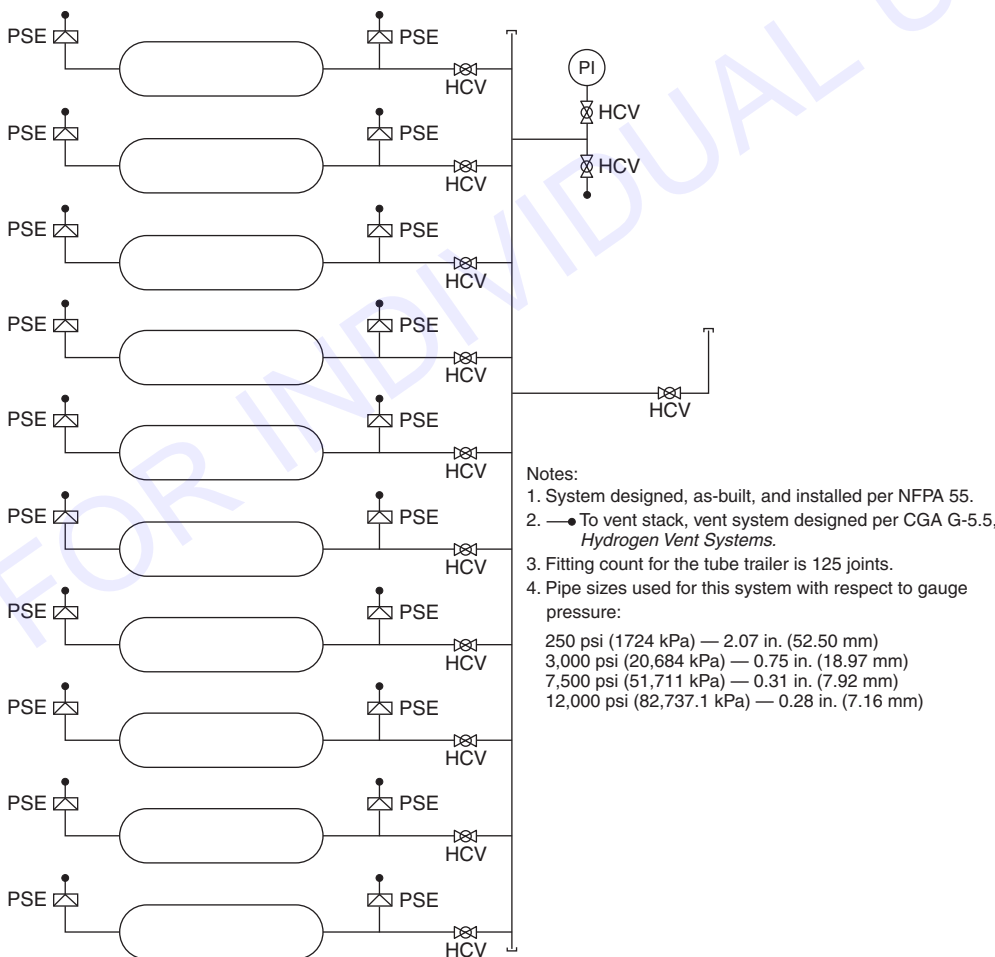 PSE
PSE
HCV
PI
HCV
HCV
PSE
PSE
HCV
PSE
PSE
HCV
PSE
PSE
HCV
HCV
PSE
PSE
HCV
PSE
PSE
HCV
PSE
PSE
HCV
PSE
PSE
HCV
PSE
PSE
HCV
PSE
PSE
HCV
Notes:
1. System designed, as-built, and installed per NFPA 55.
2. To vent stack, vent system designed per CGA G-5.5,
Hydrogen Vent Systems.
3. Fitting count for the tube trailer is 125 joints.
4. Pipe sizes used for this system with respect to gauge
pressure:
250 psi (1724 kPa) — 2.07 in. (52.50 mm)
3,000 psi (20,684 kPa) — 0.75 in. (18.97 mm)
7,500 psi (51,711 kPa) — 0.31 in. (7.92 mm)
12,000 psi (82,737.1 kPa) — 0.28 in. (7.16 mm)
FOR INDIVIDUAL